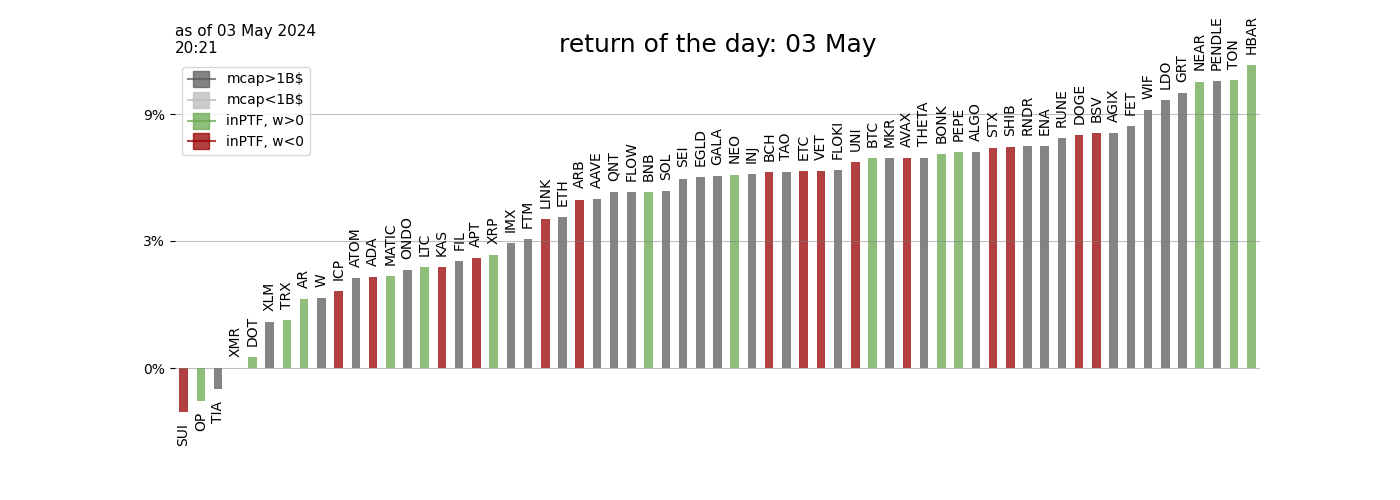 as of 03 May 2024
20:21
return of the day: 03 May
mcap>1B$
mcap<1B$
inPTF, w>0
inPTF, w<0
9%
3%
0%
SUI
OP
TIA
XMR
DOT
XLM
TRX
AR
W
ICP
ATOM
ADA
MATIC
ONDO
LTC
KAS
FIL
APT
XRP
IMX
FTM
LINK
ETH
ARB
AAVE
QNT
FLOW
BNB
SOL
SEI
EGLD
GALA
NEO
INJ
BCH
TAO
ETC
VET
FLOKI
UNI
BTC
MKR
AVAX
THETA
BONK
PEPE
ALGO
STX
SHIB
RNDR
ENA
RUNE
DOGE
BSV
AGIX
FET
WIF
LDO
GRT
NEAR
PENDLE
TON
HBAR